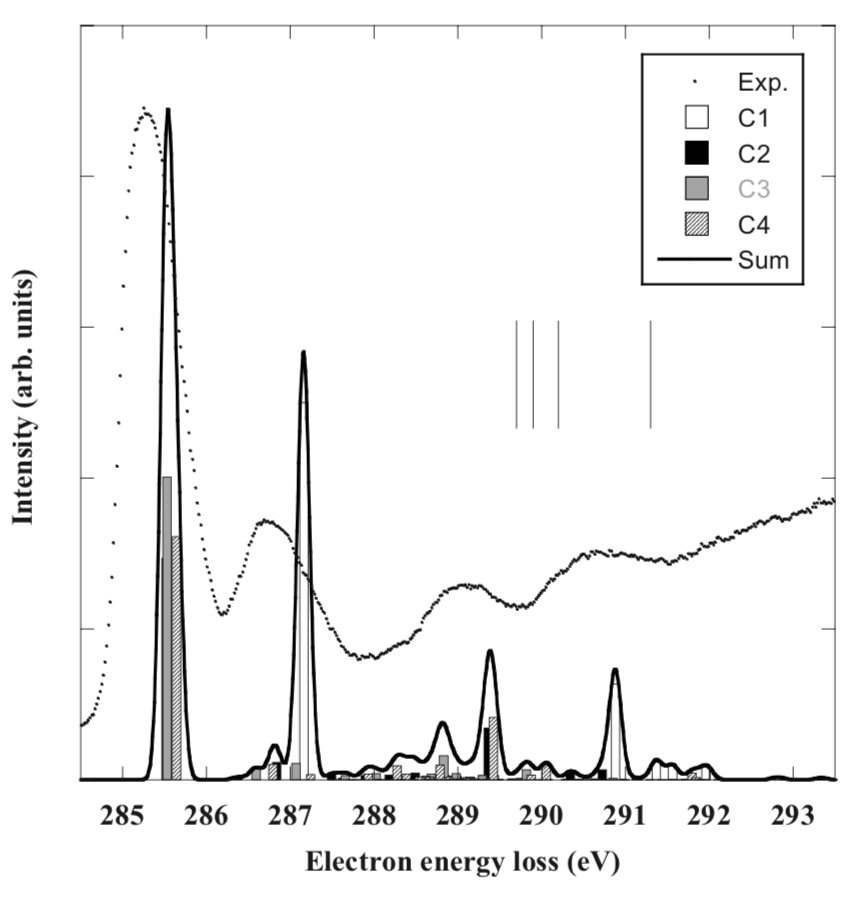 Exp.
C1
C2
C3
C4
Sum
Intensity (arb. units)
285 286 287 288 289 290 291 292 293
Electron energy loss (eV)